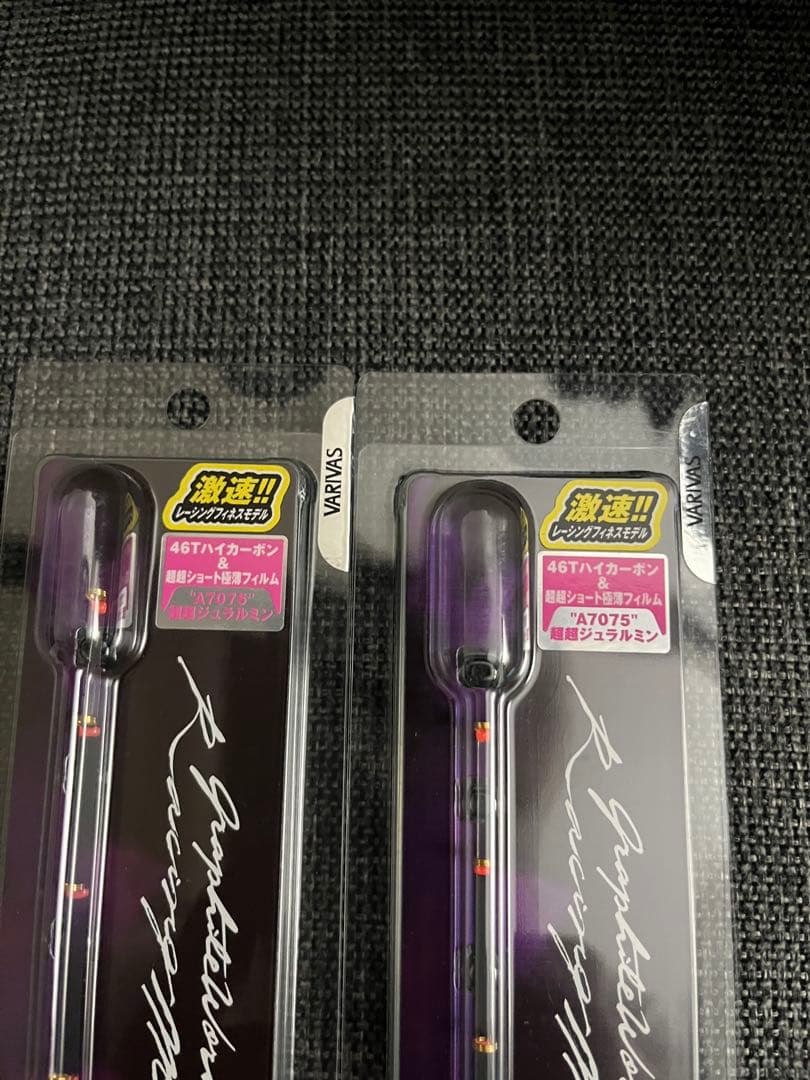 VARIVAS
激速!!
レーシングフィネスモデル
46Tハイカーボン
&
超超ショート極薄フィルム
"A7075"
超超ジュラルミン
GraphiteWor
Racing M
VARIVAS
激速!!
レーシングフィネスモデル
46Tハイカーボン
&
超超ショート極薄フィルム
"A7075"
超超ジュラルミン
GraphiteWor
Racing M